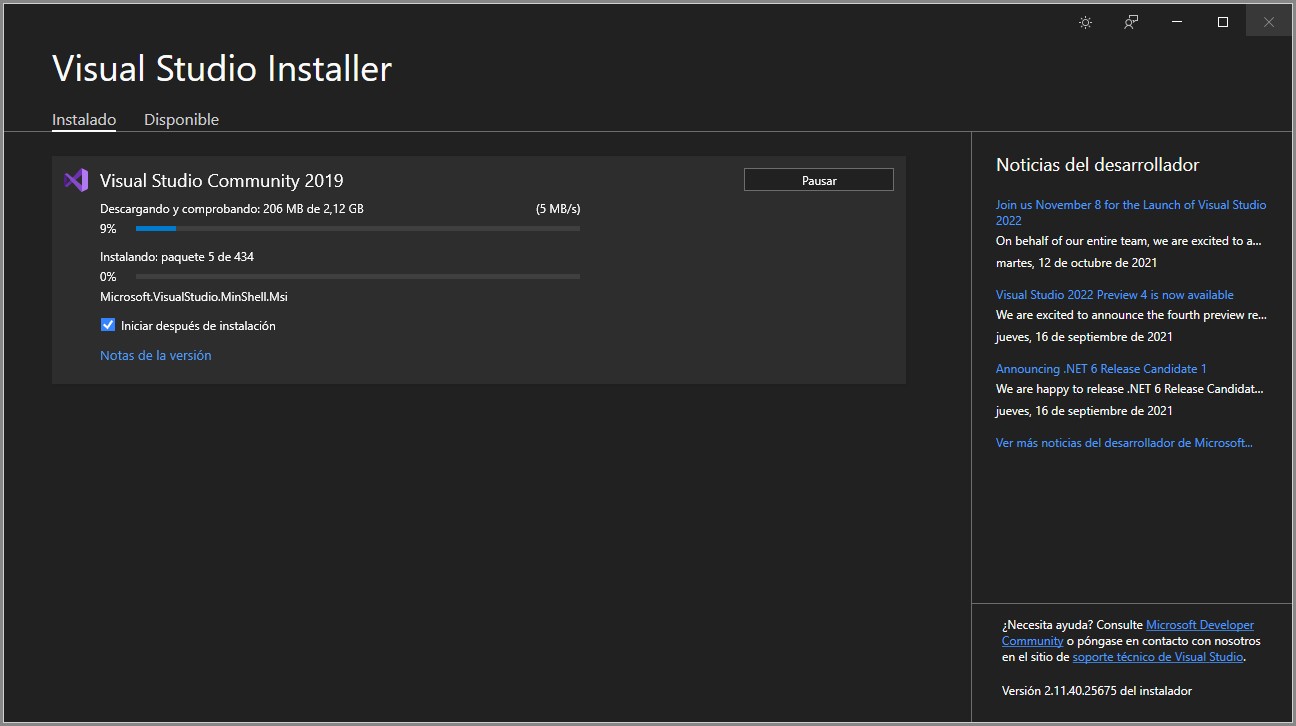 Visual Studio Installer
Instalado
Disponible
Visual Studio Community 2019
Pausar
Descargando y comprobando: 206 MB de 2,12 GB
(5 MB/s)
9%
Instalando: paquete 5 de 434
0%
Microsoft.VisualStudio.MinShell.Msi
Iniciar después de instalación
Notas de la versión
Noticias del desarrollador
Join us November 8 for the Launch of Visual Studio
2022
On behalf of our entire team, we are excited to a...
martes, 12 de octubre de 2021
Visual Studio 2022 Preview 4 is now available
We are excited to announce the fourth preview re...
jueves, 16 de septiembre de 2021
Announcing .NET 6 Release Candidate 1
We are happy to release .NET 6 Release Candidat...
jueves, 16 de septiembre de 2021
Ver más noticias del desarrollador de Microsoft...
¿Necesita ayuda? Consulte Microsoft Developer
Community o póngase en contacto con nosotros
en el sitio de soporte técnico de Visual Studio.
Versión 2.11.40.25675 del instalador